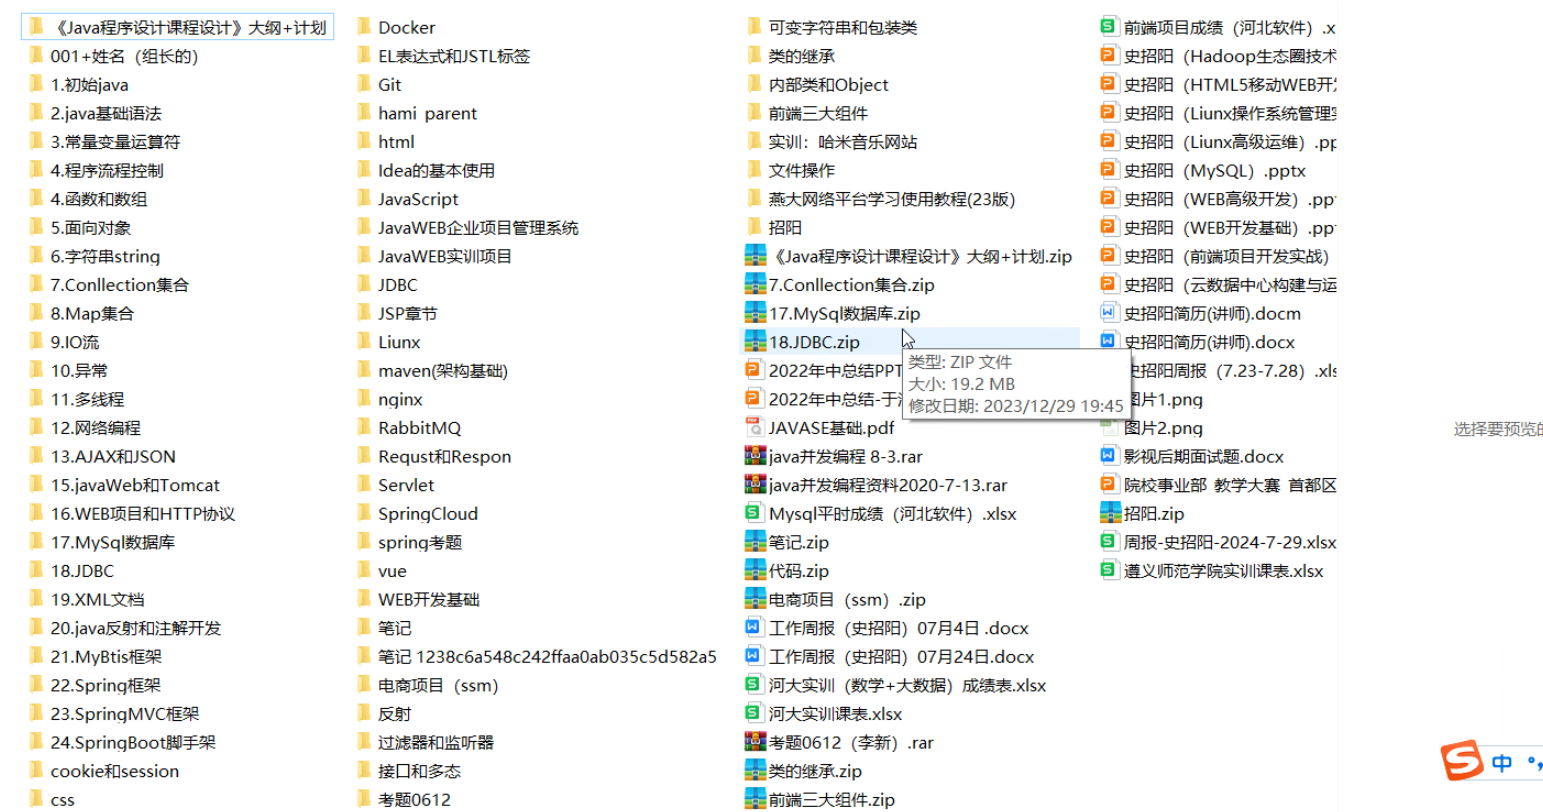 《Java程序设计课程设计》大纲+计划
001+姓名（组长的）
1.初始java
2.java基础语法
3.常量变量运算符
4.程序流程控制
4.函数和数组
5.面向对象
6.字符串string
7.Conllection集合
8.Map集合
9.IO流
10.异常
11.多线程
12.网络编程
13.AJAX和JSON
15.javaWeb和Tomcat
16.WEB项目和HTTP协议
17.MySql数据库
18.JDBC
19.XML文档
20.java反射和注解开发
21.MyBtis框架
22.Spring框架
23.SpringMVC框架
24.SpringBoot脚手架
cookie和session
css
Docker
EL表达式和JSTL标签
Git
hami parent
html
Idea的基本使用
JavaScript
JavaWEB企业项目管理系统
JavaWEB实训项目
JDBC
JSP章节
Liunx
maven(架构基础)
nginx
RabbitMQ
Requst和Respon
Servlet
SpringCloud
spring考题
vue
WEB开发基础
笔记
笔记 1238c6a548c242ffaa0ab035c5d582a5
电商项目（ssm）
反射
过滤器和监听器
接口和多态
考题0612
可变字符串和包装类
类的继承
内部类和Object
前端三大组件
实训：哈米音乐网站
文件操作
燕大网络平台学习使用教程(23版)
招阳
《Java程序设计课程设计》大纲+计划.zip
7.Conllection集合.zip
17.MySql数据库.zip
18.JDBC.zip
2022年中总结PPT
2022年中总结-于
JAVASE基础.pdf
java并发编程 8-3.rar
java并发编程资料2020-7-13.rar
Mysql平时成绩（河北软件）.xlsx
笔记.zip
代码.zip
电商项目（ssm）.zip
工作周报（史招阳）07月4日 .docx
工作周报（史招阳）07月24日.docx
河大实训（数学+大数据）成绩表.xlsx
河大实训课表.xlsx
考题0612（李新）.rar
类的继承.zip
前端三大组件.zip
类型: ZIP 文件
大小: 19.2 MB
修改日期: 2023/12/29 19:45
前端项目成绩（河北软件）.x
史招阳（Hadoop生态圈技术
史招阳（HTML5移动WEB开
史招阳（Liunx操作系统管理
史招阳（Liunx高级运维）.pp
史招阳（MySQL）.pptx
史招阳（WEB高级开发）.pp
史招阳（WEB开发基础）.pp
史招阳（前端项目开发实战）
史招阳（云数据中心构建与运
史招阳简历(讲师).docm
史招阳简历(讲师).docx
史招阳周报（7.23-7.28）.xls
图片1.png
图片2.png
影视后期面试题.docx
院校事业部 教学大赛 首都区
招阳.zip
周报-史招阳-2024-7-29.xlsx
遵义师范学院实训课表.xlsx
选择要预览的
中